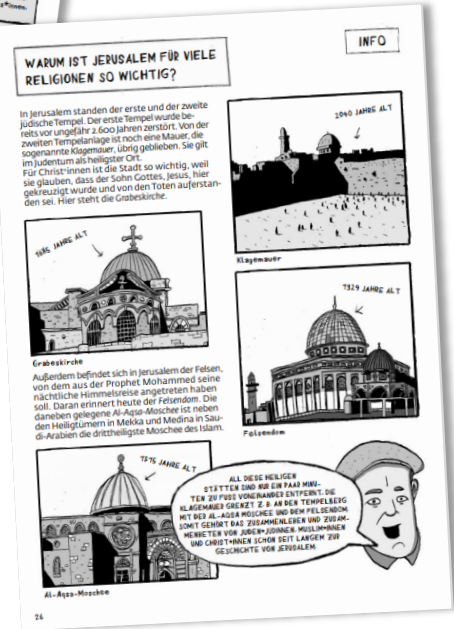 s*innen.
INFO
WARUM IST JERUSALEM FÜR VIELE
RELIGIONEN SO WICHTIG?
In Jerusalem standen der erste und der zweite
jüdische Tempel. Der erste Tempel wurde be-
reits vor ungefähr 2.600 Jahren zerstört. Von der
zweiten Tempelanlage ist noch eine Mauer, die
sogenannte Klagemauer, übrig geblieben. Sie gilt
im Judentum als heiligster Ort.
Für Christ*innen ist die Stadt so wichtig, weil
sie glauben, dass der Sohn Gottes, Jesus, hier
gekreuzigt wurde und von den Toten auferstan-
den sei. Hier steht die Grabeskirche.
2040 JAHRE ALT
Klagemauer
1685 JAHRE ALT
Grabeskirche
1329 JAHRE ALT
Felsendom
Außerdem befindet sich in Jerusalem der Felsen,
von dem aus der Prophet Mohammed seine
nächtliche Himmelsreise angetreten haben
soll. Daran erinnert heute der Felsendom. Die
daneben gelegene Al-Aqsa-Moschee ist neben
den Heiligtümern in Mekka und Medina in Sau-
di-Arabien die dritheiligste Moschee des Islam.
1315 JAHRE ALT
Al-Aqsa-Moschee
ALL DIESE HEILIGEN
STÄTTEN SIND NUR EIN PAAR MINU-
TEN ZU FUSS VONEINANDER ENTFERNT. DIE
KLAGEMAUER GRENZT Z. B. AN DEN TEMPELBERG
MIT DER AL-AQSA MOSCHEE UND DEM FELSENDOM.
SOMIT GEHÖRT DAS ZUSAMMENLEBEN UND ZUSAM-
MENBETEN VON JUDEN*JÜDINNEN, MUSLIM*INNEN
UND CHRIST*INNEN SCHON SEIT LANGEM ZUR
GESCHICHTE VON JERUSALEM.
26